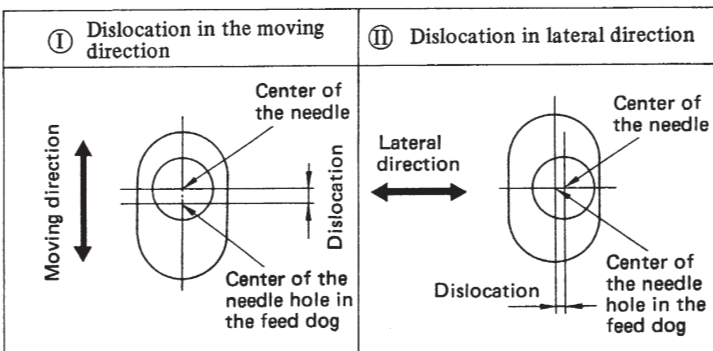 Ⓘ Dislocation in the moving
direction
Moving direction
Center of
the needle
Dislocation
Center of the
needle hole in
the feed dog
Ⅱ Dislocation in lateral direction
Lateral
direction
Center of
the needle
Dislocation
Center of
the needle
hole in the
feed dog